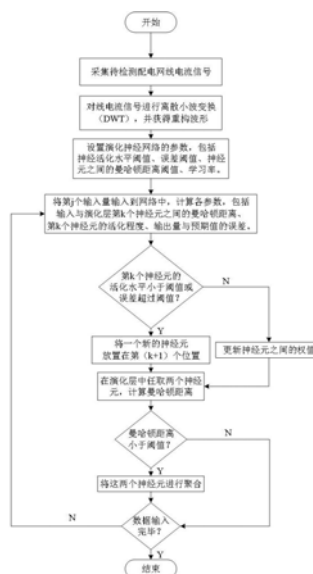 开始
采集待检测配电网线电流信号
对线电流信号进行离散小波变换
（DWT），并获得重构波形
设置演化神经网络的参数，包括
神经活化水平阈值、误差阈值、神经
元之间的曼哈顿距离阈值、学习率。
将第j个输入量输入到网络中，计算各参数，包括
输入与演化层第k个神经元之间的曼哈顿距离、
第k个神经元的活化程度、输出量与预期值的误差。
第k个神经元的
活化水平小于阈值或
误差超过阈值？
N
Y
将一个新的神经元
放置在第（k+1）个位置
更新神经元之间的权值
在演化层中任取两个神经
元，计算曼哈顿距离
曼哈顿距离
小于阈值？
N
Y
将这两个神经元进行聚合
N
数据输入
完毕？
Y
结束